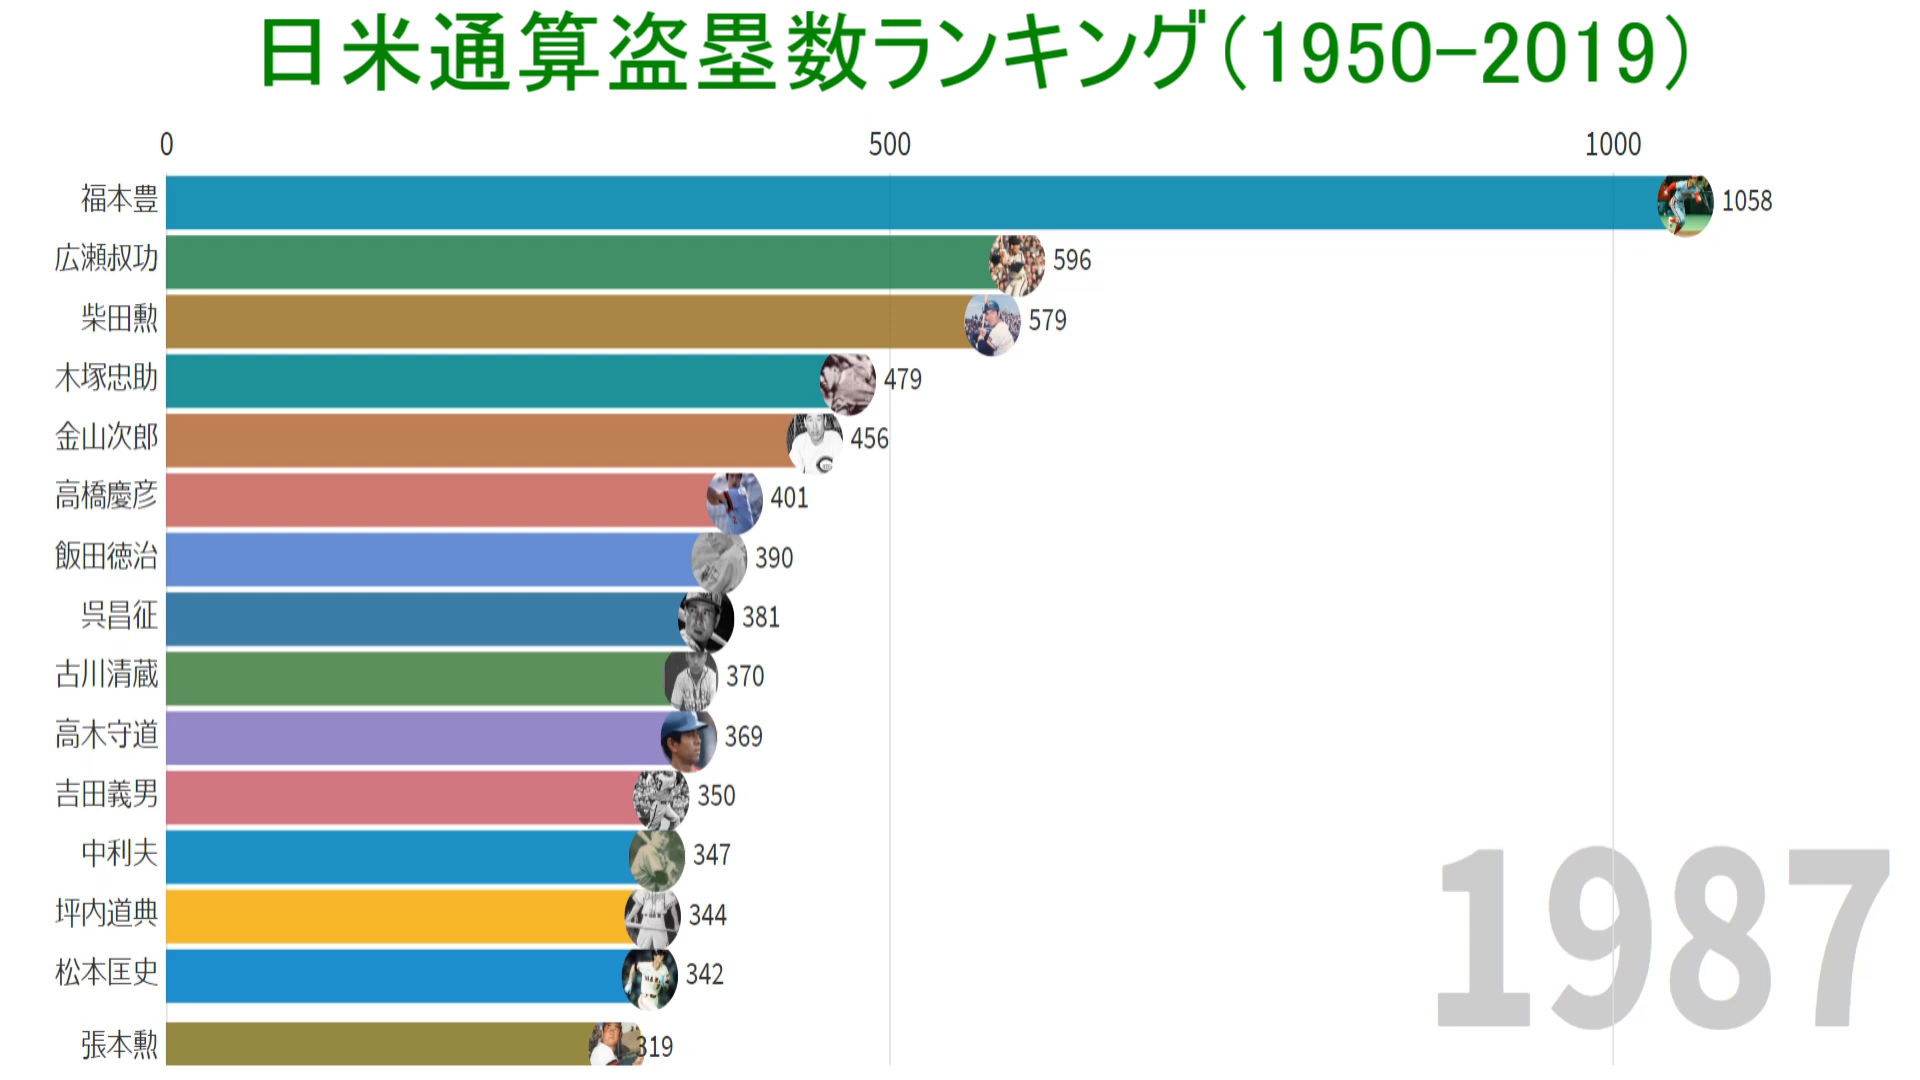 日米通算盗塁数ランキング(1950-2019)
0 500 1000
福本豊 1058
広瀬叔功 596
柴田勲 579
木塚忠助 479
金山次郎 456
高橋慶彦 401
飯田徳治 390
呉昌征 381
古川清蔵 370
高木守道 369
吉田義男 350
中利夫 347
坪内道典 344
松本匡史 342
張本勲 319
1987